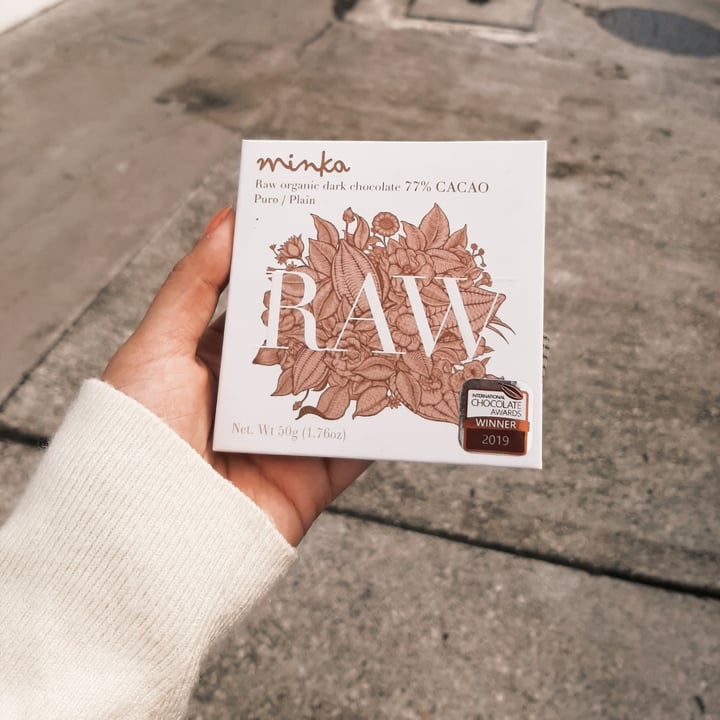 minka
Raw organic dark chocolate 77% CACAO
Puro / Plain
RAW
INTERNATIONAL
CHOCOLATE
AWARDS
WINNER
2019
Net. Wt 50g (1.76oz)